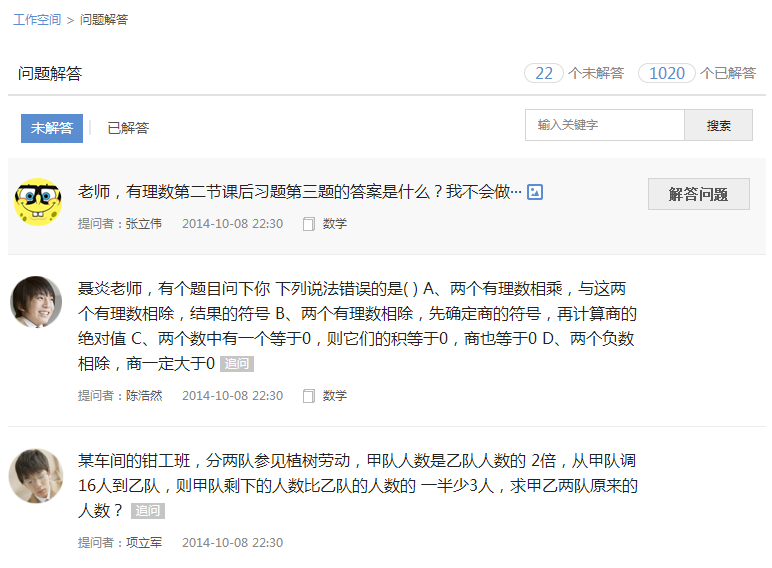 工作空间 > 问题解答
问题解答
22 个未解答 1020 个已解答
未解答 已解答 输入关键字 搜索
老师，有理数第二节课后习题第三题的答案是什么？我不会做… 解答问题
提问者：张立伟 2014-10-08 22:30 数学
聂炎老师，有个题目问下你 下列说法错误的是( ) A、两个有理数相乘，与这两
个有理数相除，结果的符号 B、两个有理数相除，先确定商的符号，再计算商的
绝对值 C、两个数中有一个等于0，则它们的积等于0，商也等于0 D、两个负数
相除，商一定大于0 追问
提问者：陈浩然 2014-10-08 22:30 数学
某车间的钳工班，分两队参见植树劳动，甲队人数是乙队人数的 2倍，从甲队调
16人到乙队，则甲队剩下的人数比乙队的人数的 一半少3人，求甲乙两队原来的
人数？ 追问
提问者：项立军 2014-10-08 22:30